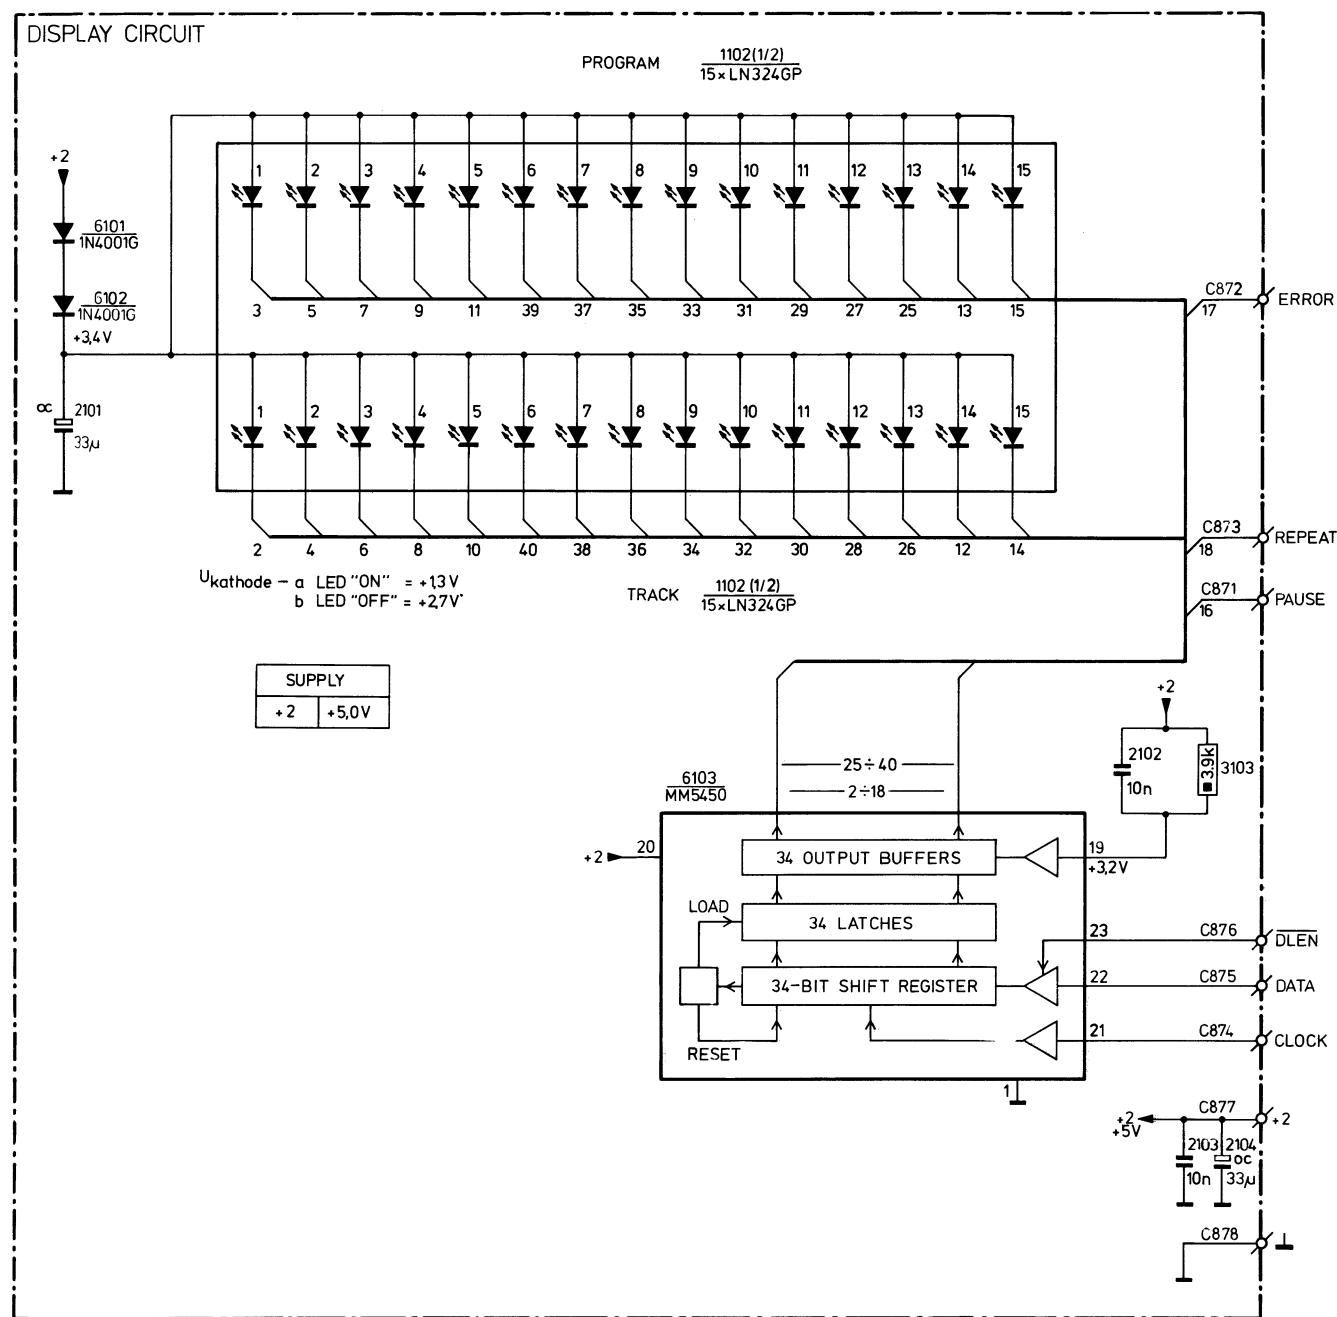 DISPLAY CIRCUIT
PROGRAM 1102(1/2)
15×LN324GP
+2
1 2 3 4 5 6 7 8 9 10 11 12 13 14 15
6101
1N4001G
6102
1N4001G
+3,4V
3 5 7 9 11 39 37 35 33 31 29 27 25 13 15
C872
17
ERROR
2101
33µ
1 2 3 4 5 6 7 8 9 10 11 12 13 14 15
2 4 6 8 10 40 38 36 34 32 30 28 26 12 14
C873
18
REPEAT
Ukathode – a LED "ON" = +1,3V
b LED "OFF" = +2,7V
TRACK 1102 (1/2)
15×LN324GP
C871
16
PAUSE
SUPPLY
+2 +5,0V
+2
2102
10n
3.9k
3103
25÷40
2÷18
6103
MM5450
+2
20
34 OUTPUT BUFFERS
19
+3,2V
LOAD
34 LATCHES
23
C876
DLEN
34-BIT SHIFT REGISTER
22
C875
DATA
RESET
21
C874
CLOCK
1
C877
+2
+2
+5V
2103
10n
2104
33µ
C878